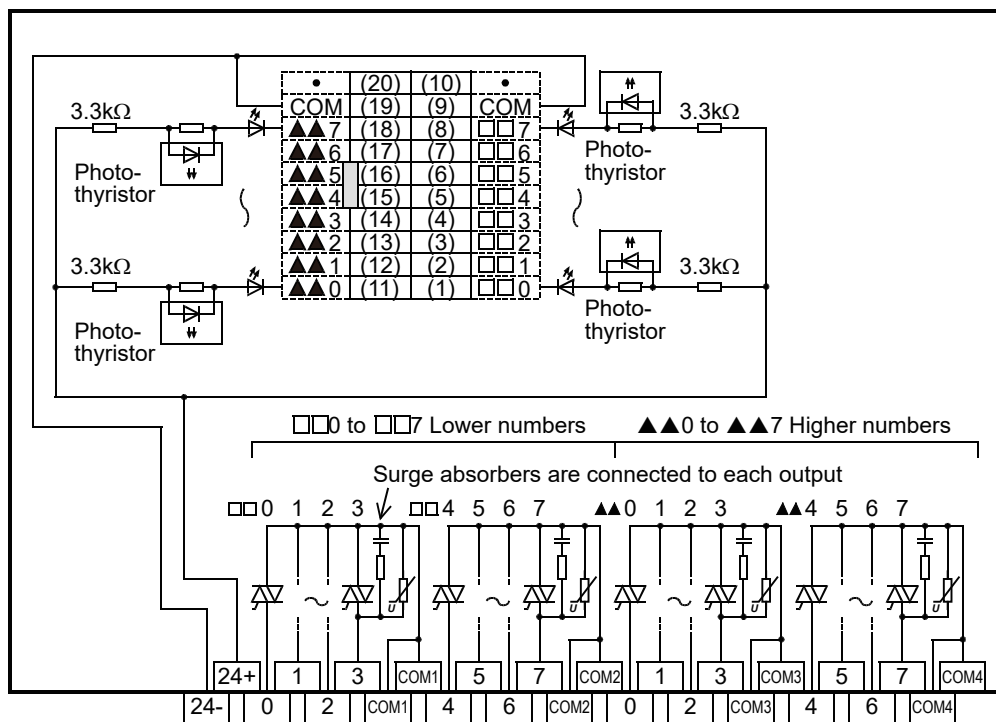 • (20) (10) •
COM (19) (9) COM
3.3kΩ ▲▲7 (18) (8) □□7 3.3kΩ
▲▲6 (17) (7) □□6
Photo-
thyristor
▲▲5 (16) (6) □□5
Photo-
thyristor
▲▲4 (15) (5) □□4
▲▲3 (14) (4) □□3
▲▲2 (13) (3) □□2
3.3kΩ ▲▲1 (12) (2) □□1 3.3kΩ
▲▲0 (11) (1) □□0
Photo-
thyristor
Photo-
thyristor
□□0 to □□7 Lower numbers ▲▲0 to ▲▲7 Higher numbers
Surge absorbers are connected to each output
□□0 1 2 3 □□4 5 6 7 ▲▲0 1 2 3 ▲▲4 5 6 7
u u u u
24+ 1 3 COM1 5 7 COM2 1 3 COM3 5 7 COM4
24- 0 2 COM1 4 6 COM2 0 2 COM3 4 6 COM4